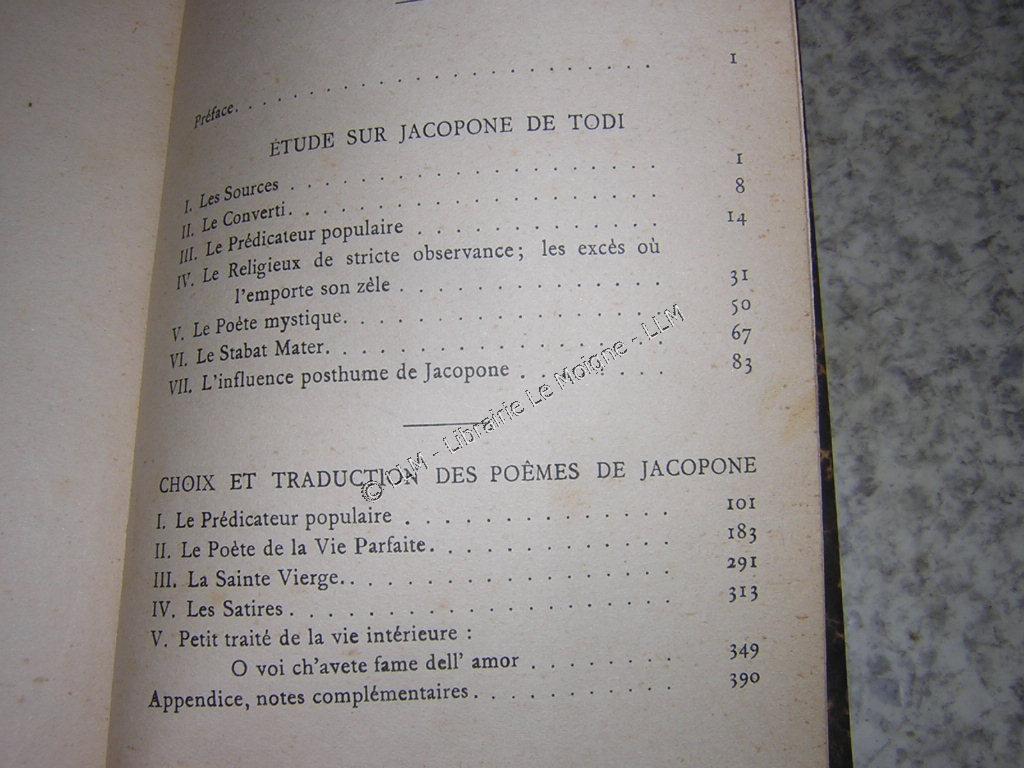 Préface. . . . . . . . . . . . . . . . . . . . . 1
ÉTUDE SUR JACOPONE DE TODI
I. Les Sources . . . . . . . . . . . . . . . . . 1
II. Le Converti. . . . . . . . . . . . . . . . . 8
III. Le Prédicateur populaire . . . . . . . . . . 14
IV. Le Religieux de stricte observance; les excès où
l'emporte son zèle . . . . . . . . . . . . 31
V. Le Poète mystique. . . . . . . . . . . . . . 50
VI. Le Stabat Mater. . . . . . . . . . . . . . . 67
VII. L'influence posthume de Jacopone . . . . . . 83
CHOIX ET TRADUCTION DES POÈMES DE JACOPONE
I. Le Prédicateur populaire . . . . . . . . . . 101
II. Le Poète de la Vie Parfaite. . . . . . . . . 183
III. La Sainte Vierge. . . . . . . . . . . . . . 291
IV. Les Satires . . . . . . . . . . . . . . . . 313
V. Petit traité de la vie intérieure :
O voi ch'avete fame dell' amor . . . . . . 349
Appendice, notes complémentaires. . . . . . . . 390
© - Librairie Le Moigne - LLM